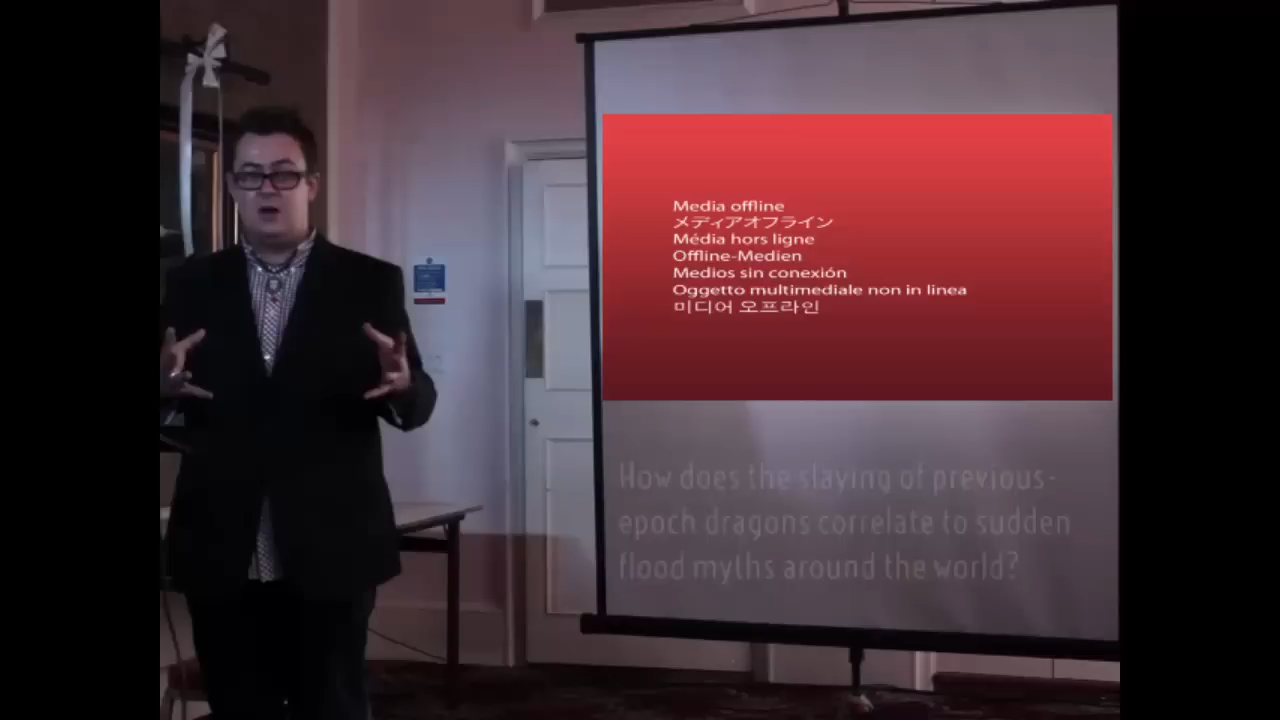 Media offline
メディアオフライン
Média hors ligne
Offline-Medien
Medios sin conexión
Oggetto multimediale non in linea
미디어 오프라인
How does the slaying of previous-
epoch dragons correlate to sudden
flood myths around the world?